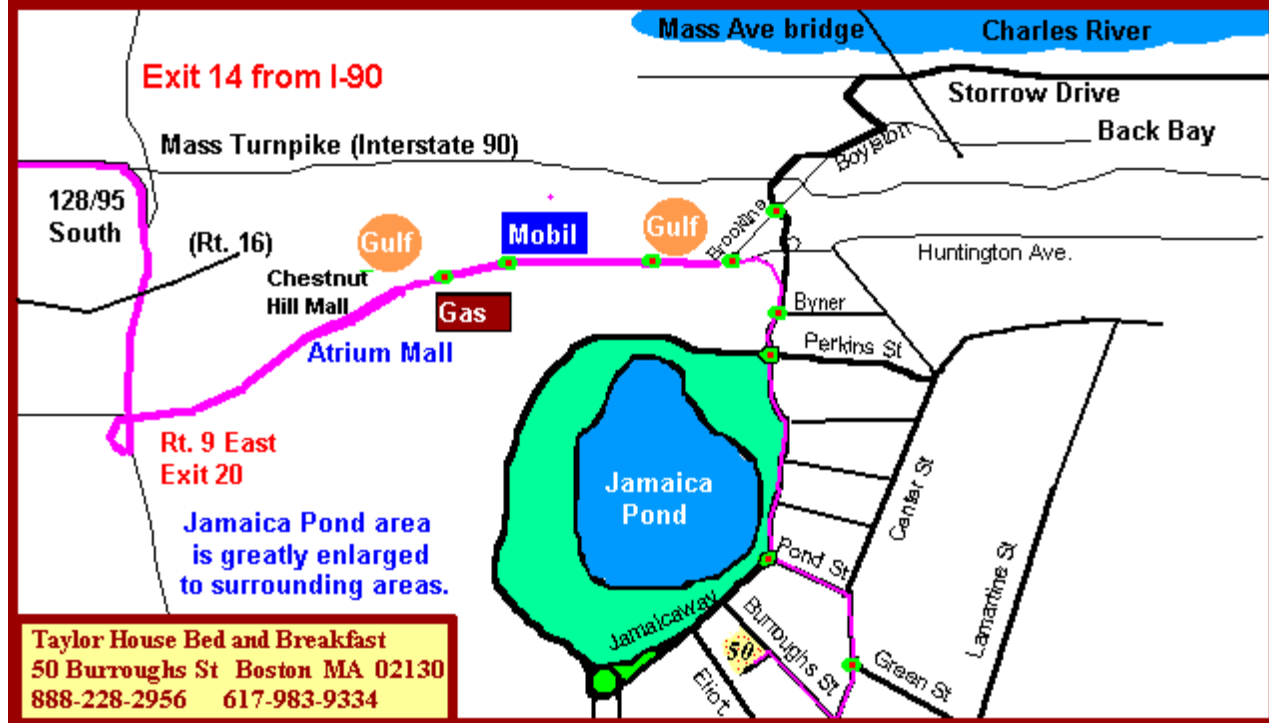 Mass Ave bridge
Charles River
Exit 14 from I-90
Storrow Drive
Boylston
Back Bay
Mass Turnpike (Interstate 90)
128/95
South
(Rt. 16)
Gulf
Mobil
Gulf
Brookline
Huntington Ave.
Chestnut
Hill Mall
Gas
Byner
Atrium Mall
Perkins St
Rt. 9 East
Exit 20
Jamaica
Pond
Center St
Jamaica Pond area
is greatly enlarged
to surrounding areas.
Pond St
Lamartine St
Jamaicaway
Burroughs St
50
Eliot
Green St
Taylor House Bed and Breakfast
50 Burroughs St Boston MA 02130
888-228-2956 617-983-9334